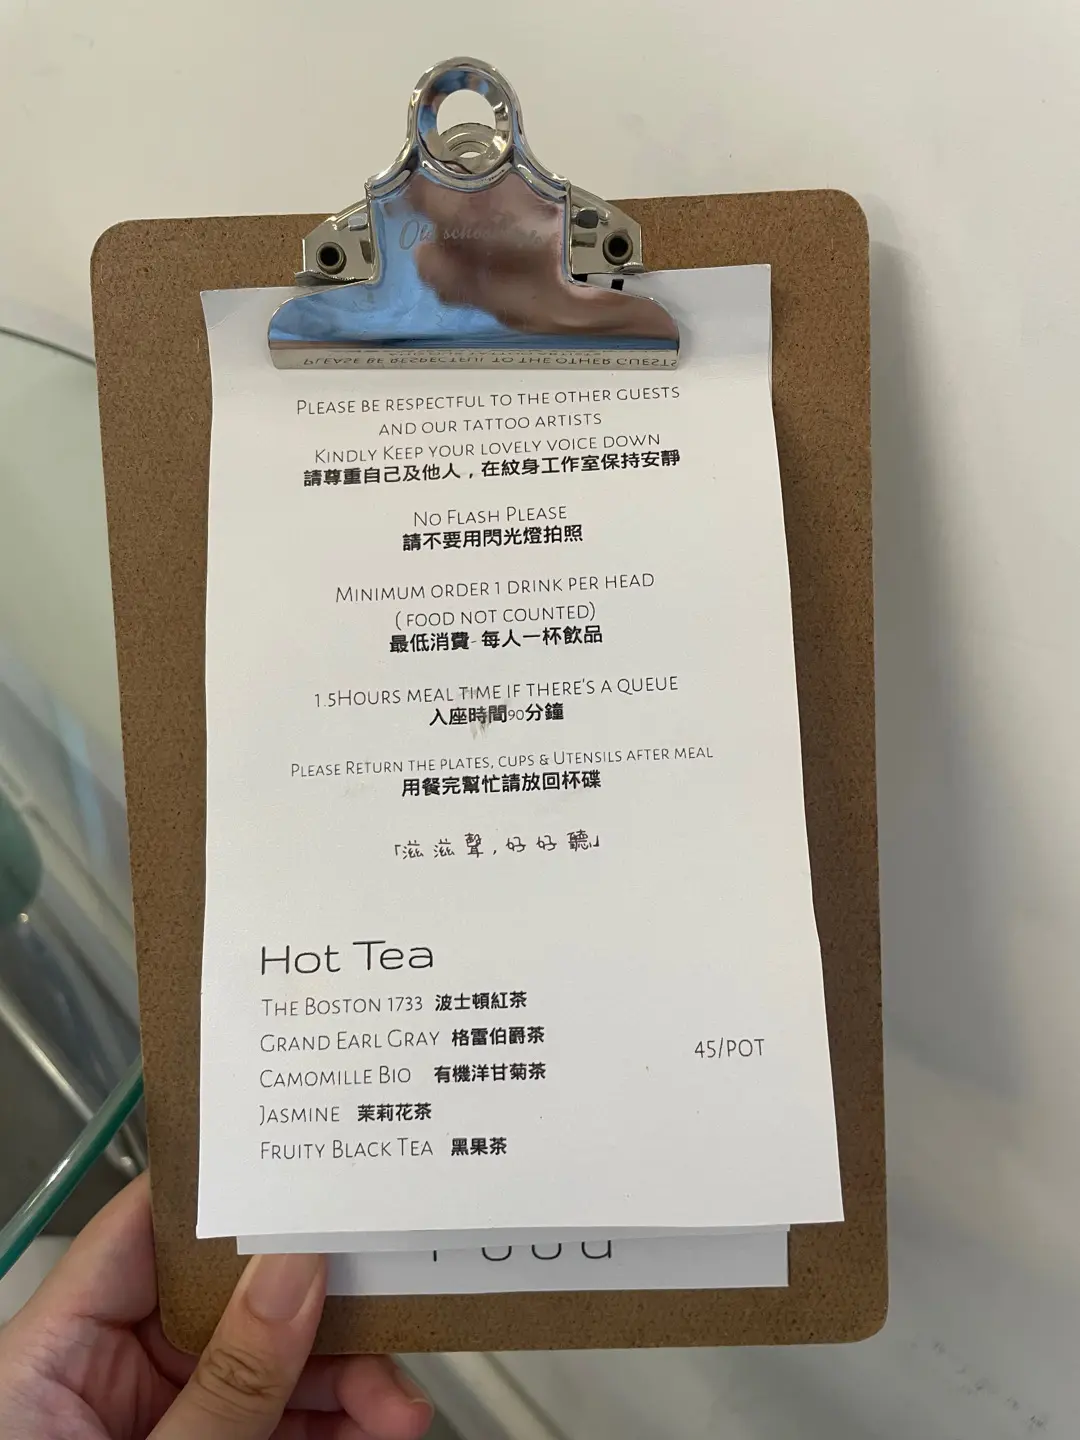 Old school
PLEASE BE RESPECTFUL TO THE OTHER GUESTS
AND OUR TATTOO ARTISTS
KINDLY KEEP YOUR LOVELY VOICE DOWN
請尊重自己及他人，在紋身工作室保持安靜
NO FLASH PLEASE
請不要用閃光燈拍照
MINIMUM ORDER 1 DRINK PER HEAD
( FOOD NOT COUNTED)
最低消費- 每人一杯飲品
1.5HOURS MEAL TIME IF THERE'S A QUEUE
入座時間90分鐘
PLEASE RETURN THE PLATES, CUPS & UTENSILS AFTER MEAL
用餐完幫忙請放回杯碟
「滋滋聲,好好聽」
Hot Tea
THE BOSTON 1733 波士頓紅茶
GRAND EARL GRAY 格雷伯爵茶
CAMOMILLE BIO 有機洋甘菊茶
45/POT
JASMINE 茉莉花茶
FRUITY BLACK TEA 黑果茶
Food